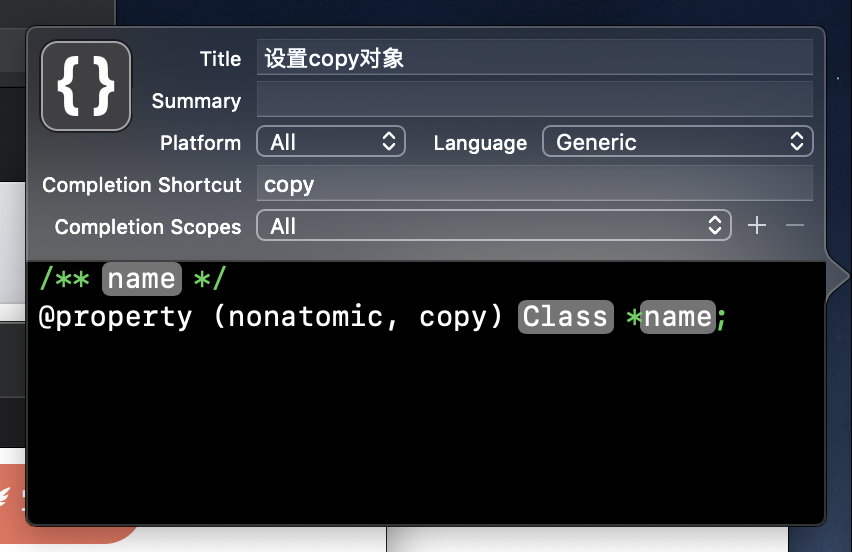 {}
Title 设置copy对象
Summary
Platform All Language Generic
Completion Shortcut copy
Completion Scopes All
/** name */
@property (nonatomic, copy) Class *name;